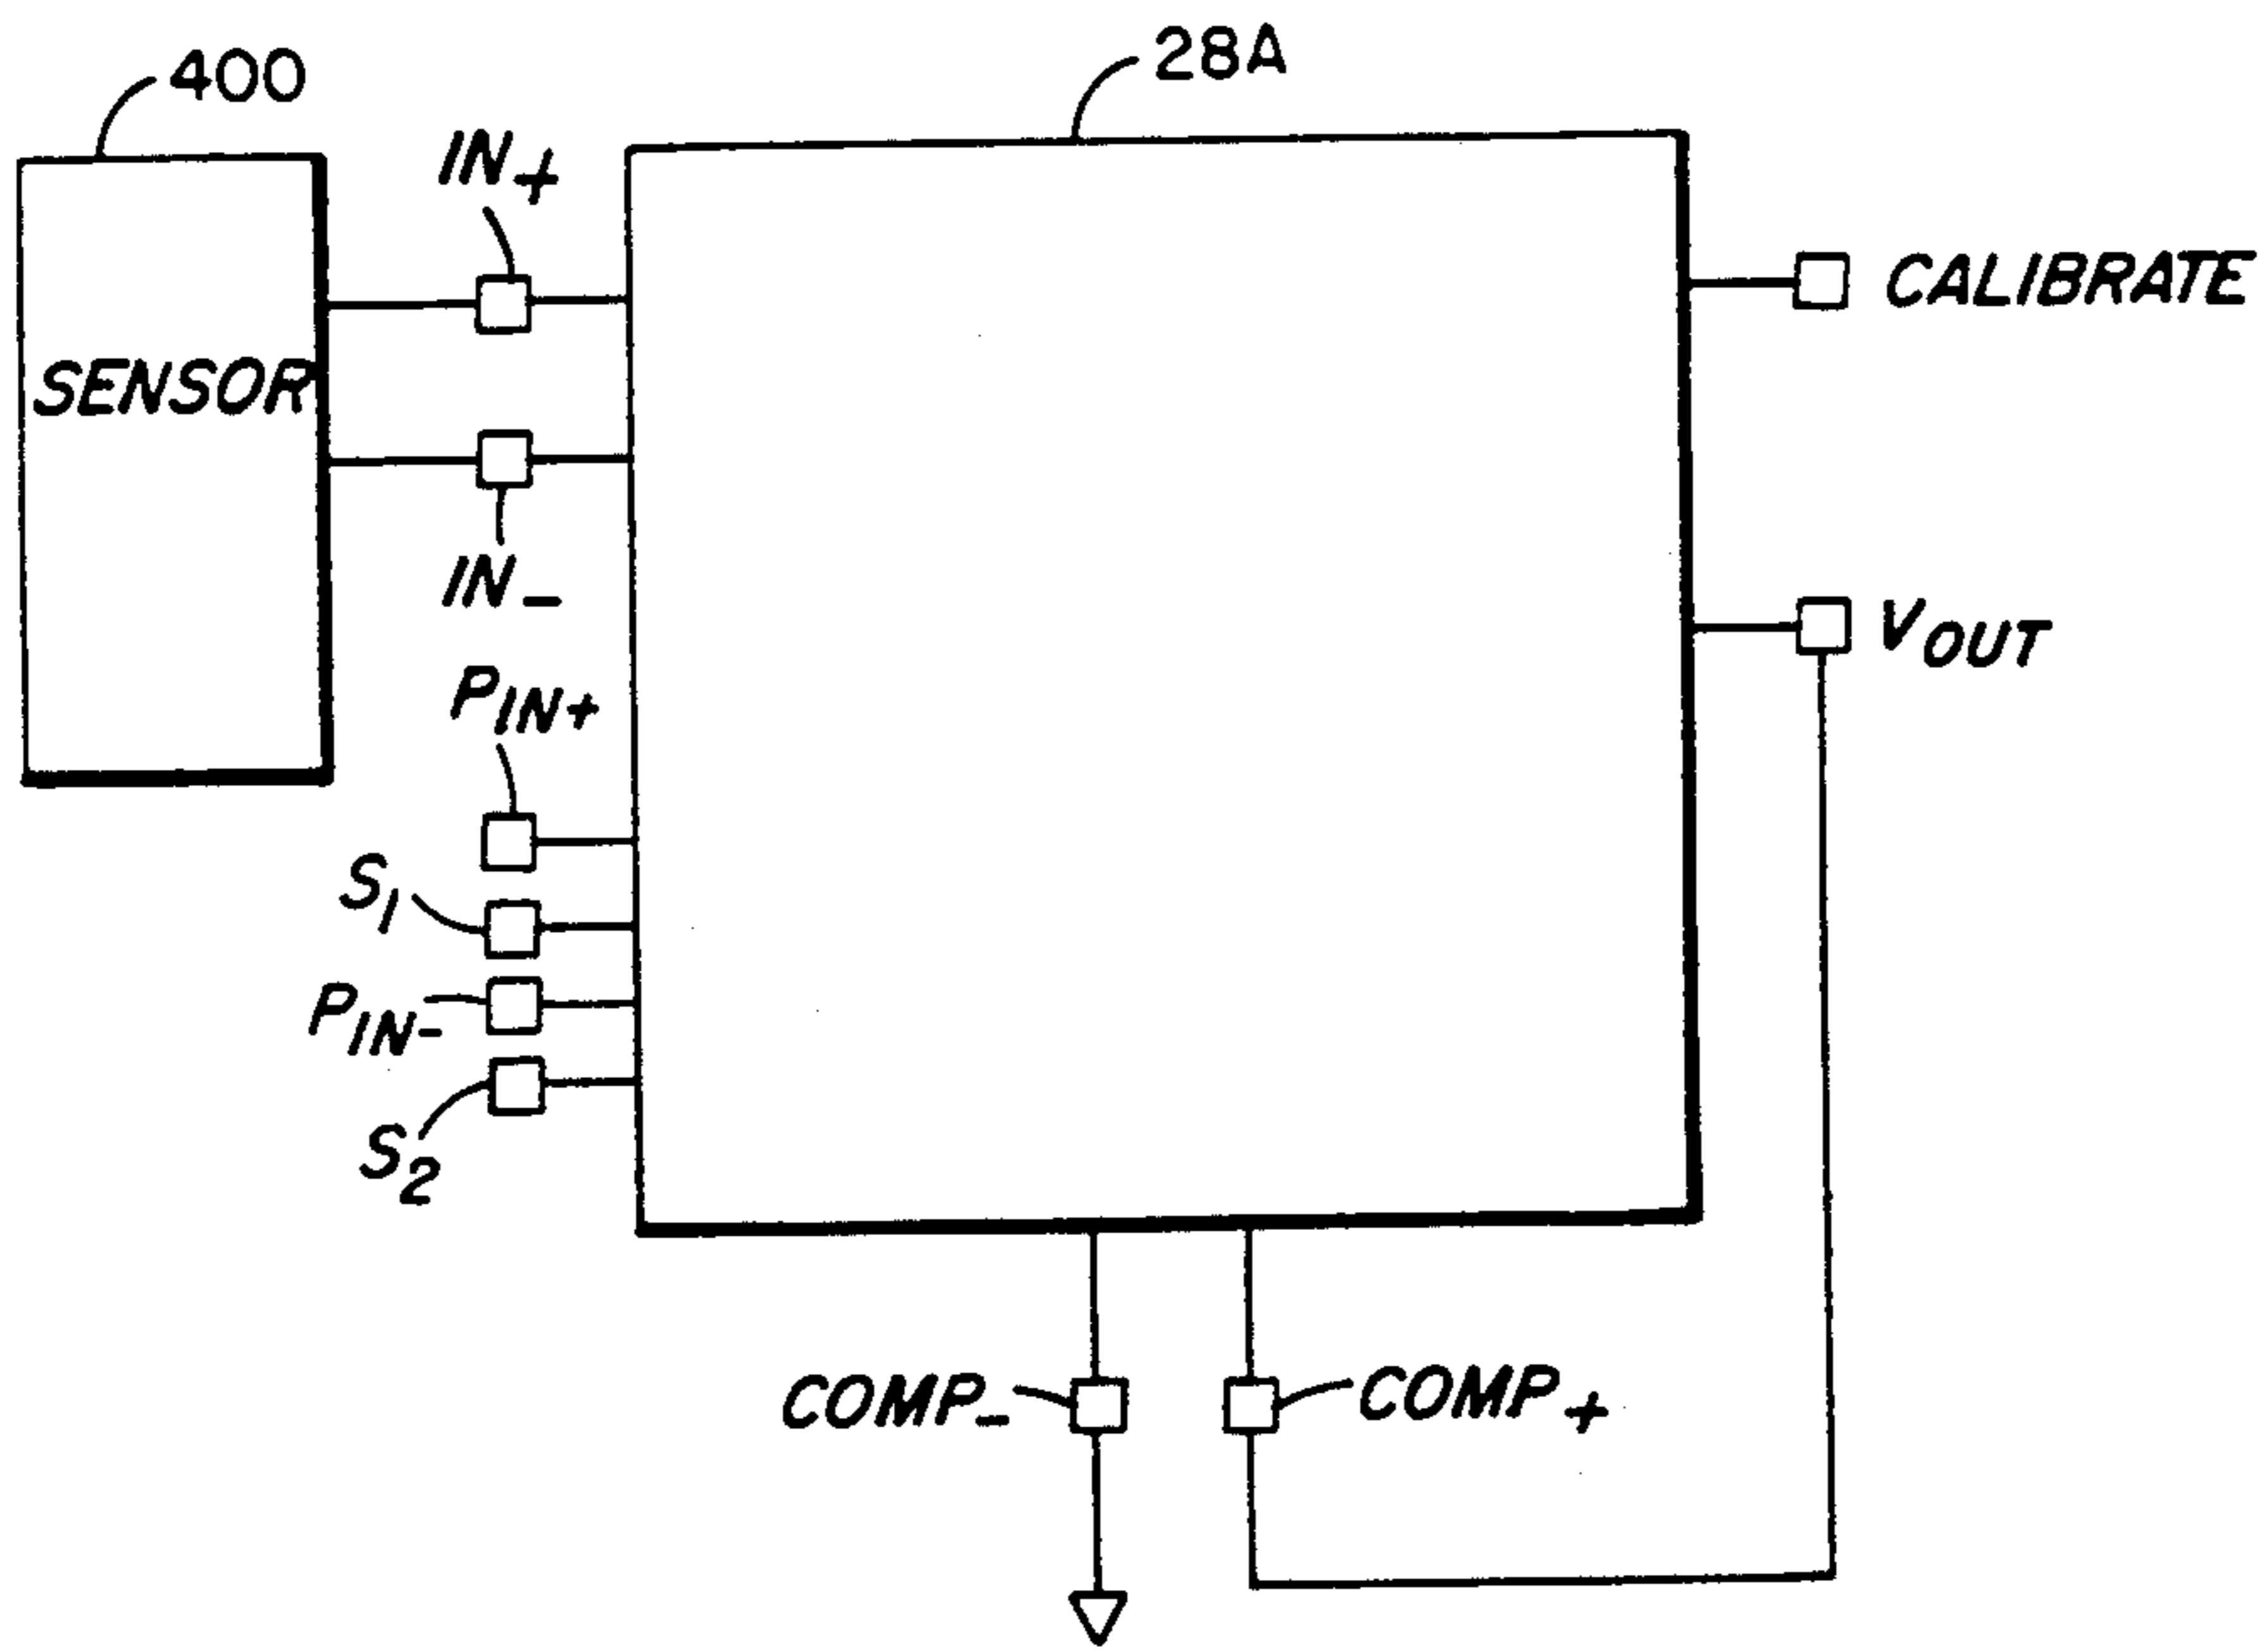 400
28A
IN+
CALIBRATE
SENSOR
IN-
VOUT
PIN+
S1
PIN-
S2
COMP-
COMP+